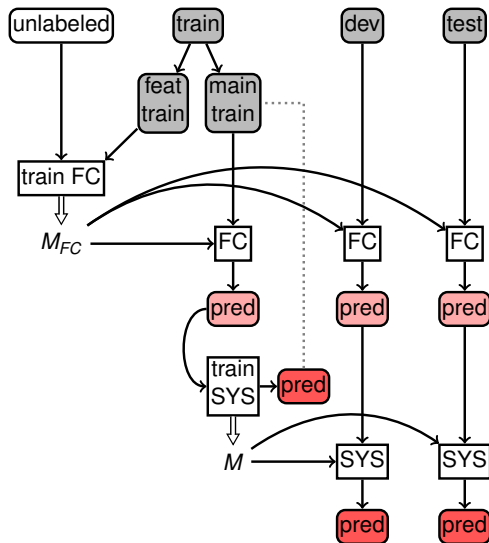 unlabeled
train
dev
test
feat
train
main
train
train FC
M_FC
FC
FC
FC
pred
pred
pred
train
SYS
pred
M
SYS
SYS
pred
pred